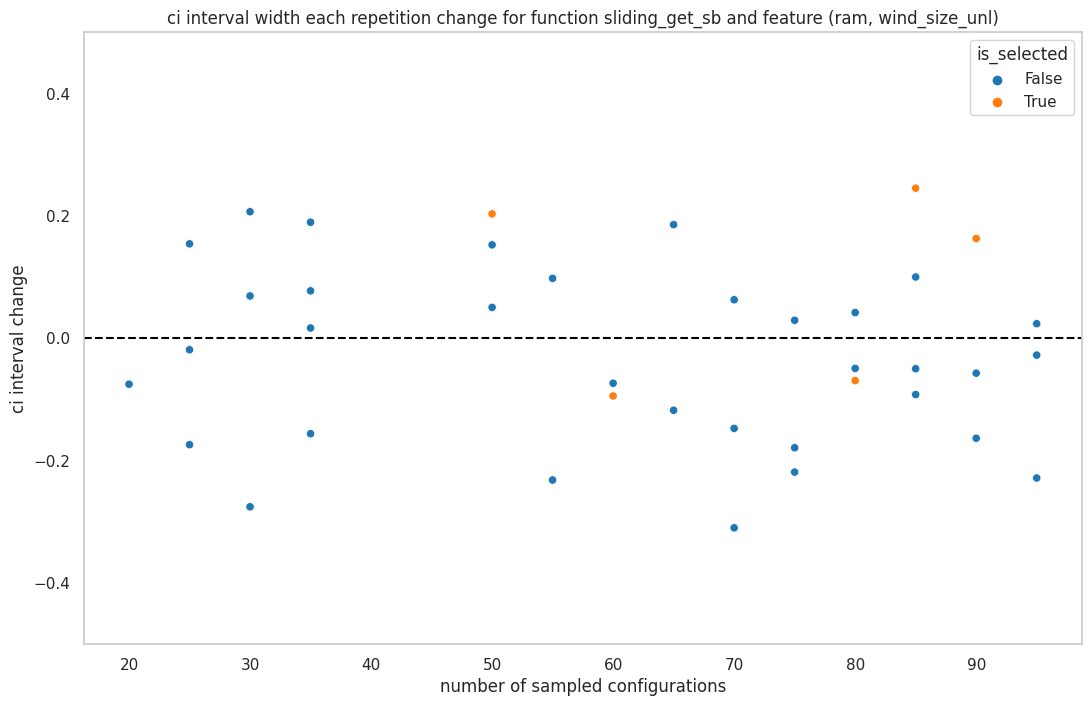 ci interval width each repetition change for function sliding_get_sb and feature (ram, wind_size_unl)
is_selected
False
True
0.4
0.2
0.0
−0.2
−0.4
ci interval change
20 30 40 50 60 70 80 90
number of sampled configurations